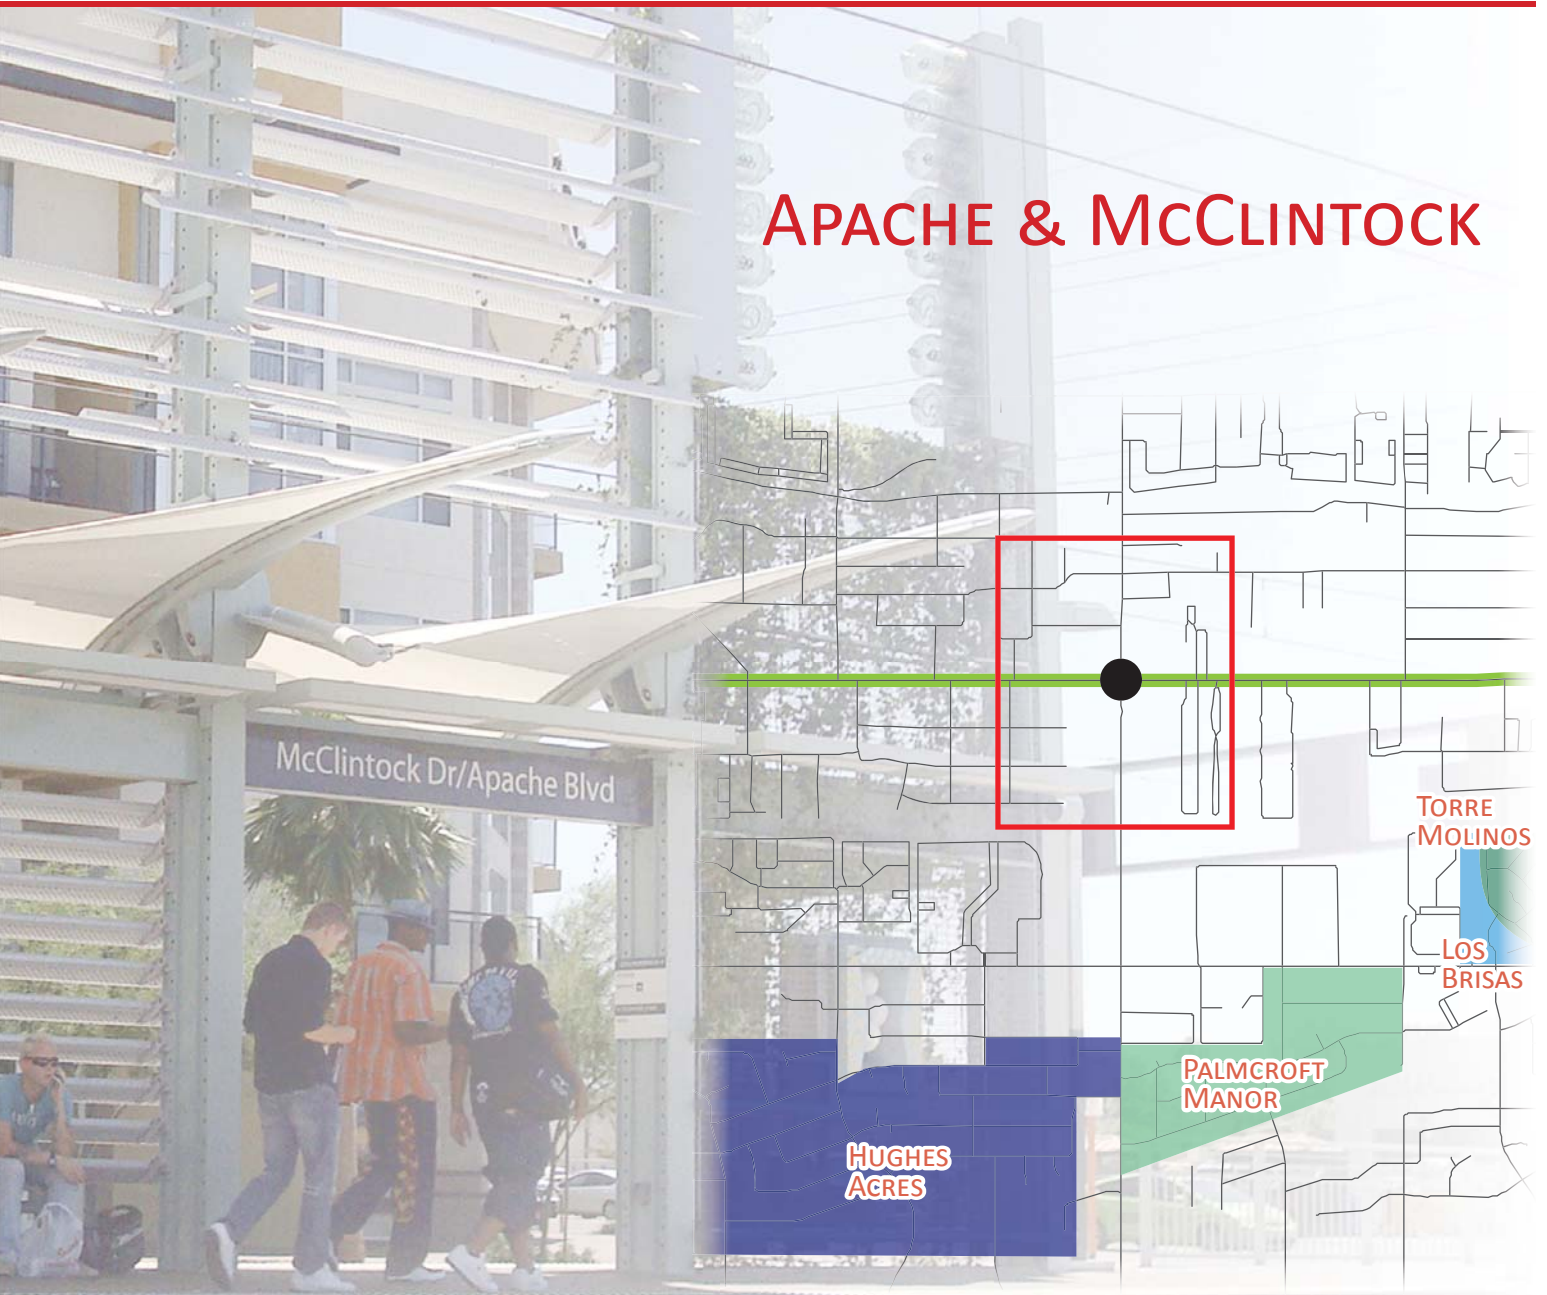 APACHE & MCCLINTOCK
McClintock Dr/Apache Blvd
TORRE
MOLINOS
LOS
BRISAS
PALMCROFT
MANOR
HUGHES
ACRES